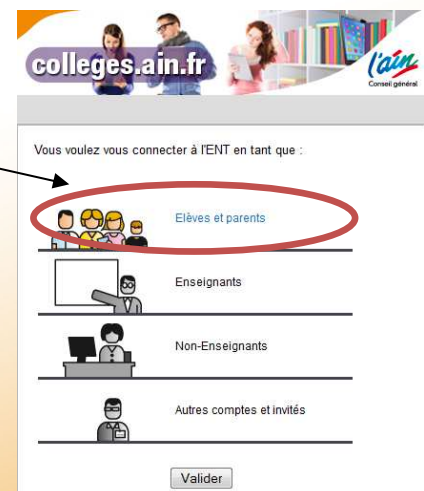 colleges.ain.fr
l'ain
Conseil général
Vous voulez vous connecter à l'ENT en tant que :
Elèves et parents
Enseignants
Non-Enseignants
Autres comptes et invités
Valider